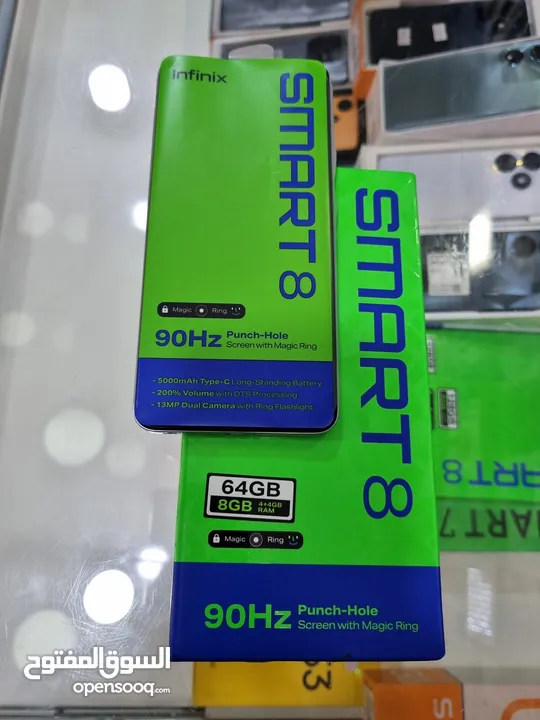 infinix
SMART 8
Magic Ring
90Hz Punch-Hole
Screen with Magic Ring
- 5000mAh Type-C Long-Standing Battery
- 200% Volume with DTS Processing
- 13MP Dual Camera with Ring Flashlight
SMART 8
64GB
8GB 4+4GB
RAM
Magic Ring
90Hz Punch-Hole
Screen with Magic Ring
SMART 8
SMART 7
السوق المفتوح
opensooq.com